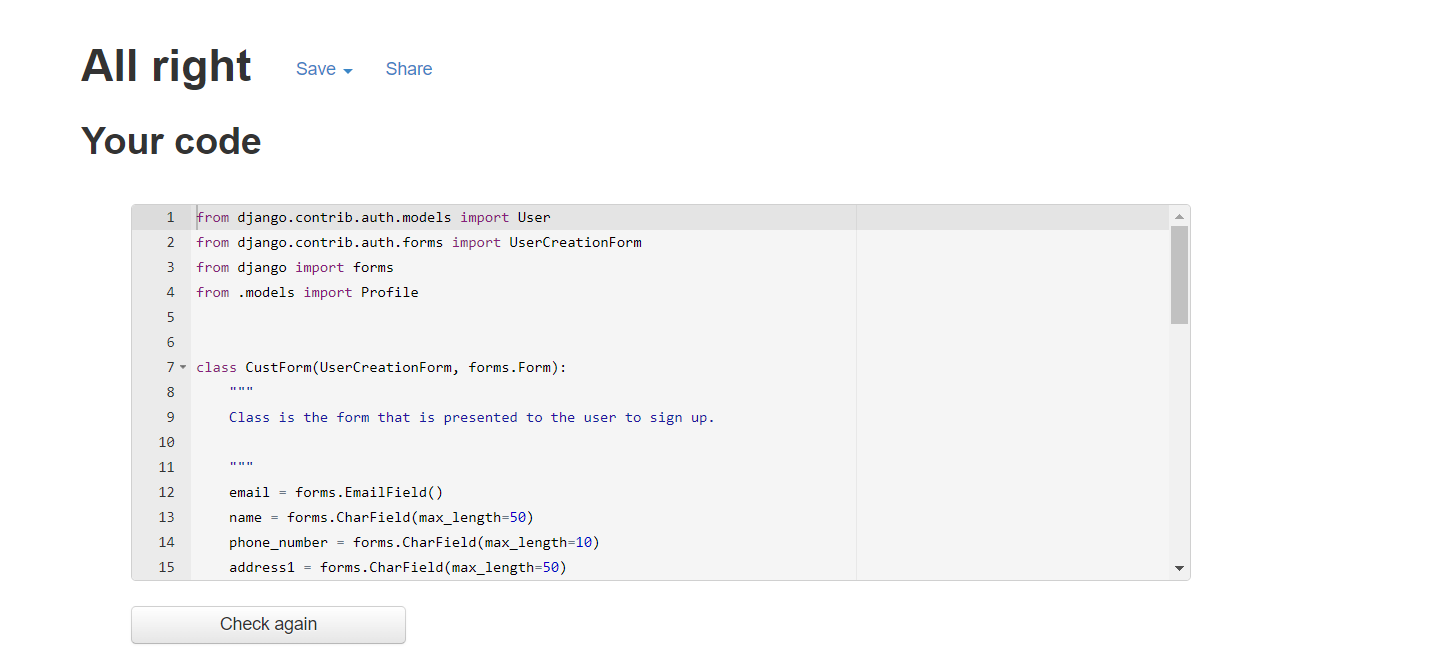 All right Save Share
Your code
1 from django.contrib.auth.models import User
2 from django.contrib.auth.forms import UserCreationForm
3 from django import forms
4 from .models import Profile
5
6
7 class CustForm(UserCreationForm, forms.Form):
8     """
9     Class is the form that is presented to the user to sign up.
10
11     """
12     email = forms.EmailField()
13     name = forms.CharField(max_length=50)
14     phone_number = forms.CharField(max_length=10)
15     address1 = forms.CharField(max_length=50)
Check again